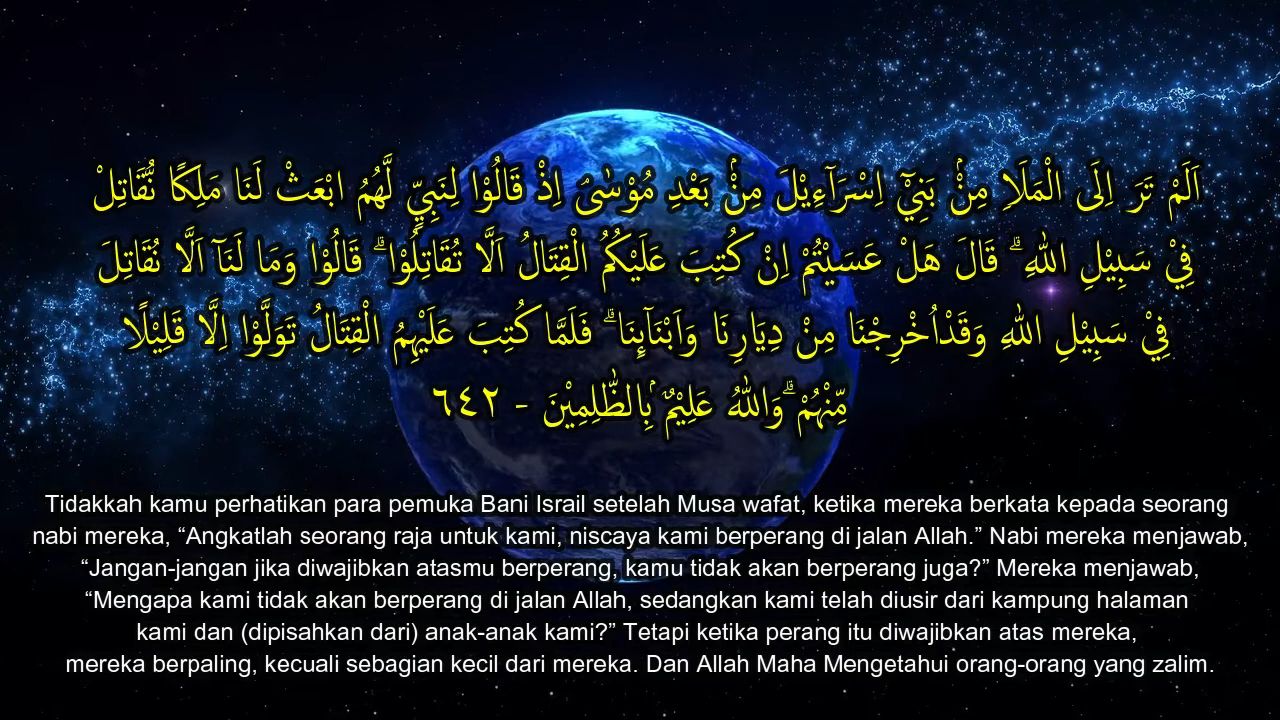 اَلَمْ تَرَ اِلَى الْمَلَاِ مِنْۢ بَنِيْٓ اِسْرَاۤءِيْلَ مِنْۢ بَعْدِ مُوْسٰىۘ اِذْ قَالُوْا لِنَبِيٍّ لَّهُمُ ابْعَثْ لَنَا مَلِكًا نُّقَاتِلْ
فِيْ سَبِيْلِ اللّٰهِ ۗ قَالَ هَلْ عَسَيْتُمْ اِنْ كُتِبَ عَلَيْكُمُ الْقِتَالُ اَلَّا تُقَاتِلُوْا ۗ قَالُوْا وَمَا لَنَآ اَلَّا نُقَاتِلَ
فِيْ سَبِيْلِ اللّٰهِ وَقَدْاُخْرِجْنَا مِنْ دِيَارِنَا وَاَبْنَاۤىِٕنَا ۗ فَلَمَّا كُتِبَ عَلَيْهِمُ الْقِتَالُ تَوَلَّوْا اِلَّا قَلِيْلًا
مِّنْهُمْ ۗوَاللّٰهُ عَلِيْمٌۢ بِالظّٰلِمِيْنَ - ٦٤٢
Tidakkah kamu perhatikan para pemuka Bani Israil setelah Musa wafat, ketika mereka berkata kepada seorang
nabi mereka, “Angkatlah seorang raja untuk kami, niscaya kami berperang di jalan Allah.” Nabi mereka menjawab,
“Jangan-jangan jika diwajibkan atasmu berperang, kamu tidak akan berperang juga?” Mereka menjawab,
“Mengapa kami tidak akan berperang di jalan Allah, sedangkan kami telah diusir dari kampung halaman
kami dan (dipisahkan dari) anak-anak kami?” Tetapi ketika perang itu diwajibkan atas mereka,
mereka berpaling, kecuali sebagian kecil dari mereka. Dan Allah Maha Mengetahui orang-orang yang zalim.